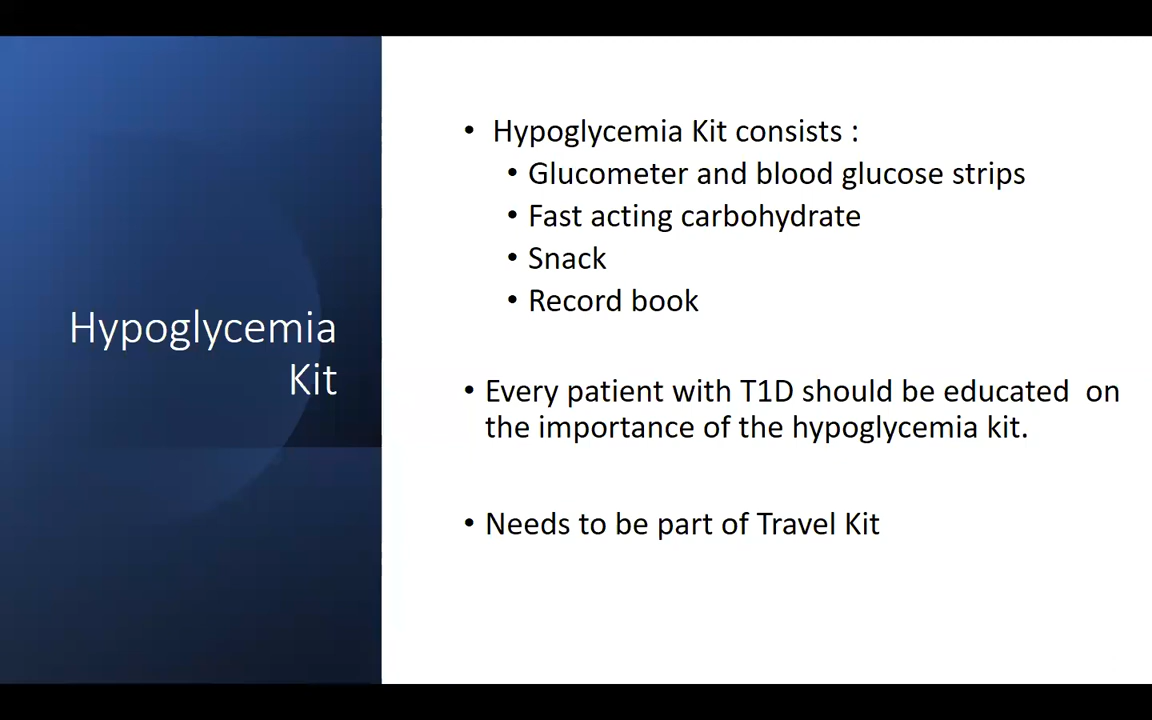 Hypoglycemia
Kit
• Hypoglycemia Kit consists :
• Glucometer and blood glucose strips
• Fast acting carbohydrate
• Snack
• Record book
• Every patient with T1D should be educated  on
the importance of the hypoglycemia kit.
• Needs to be part of Travel Kit